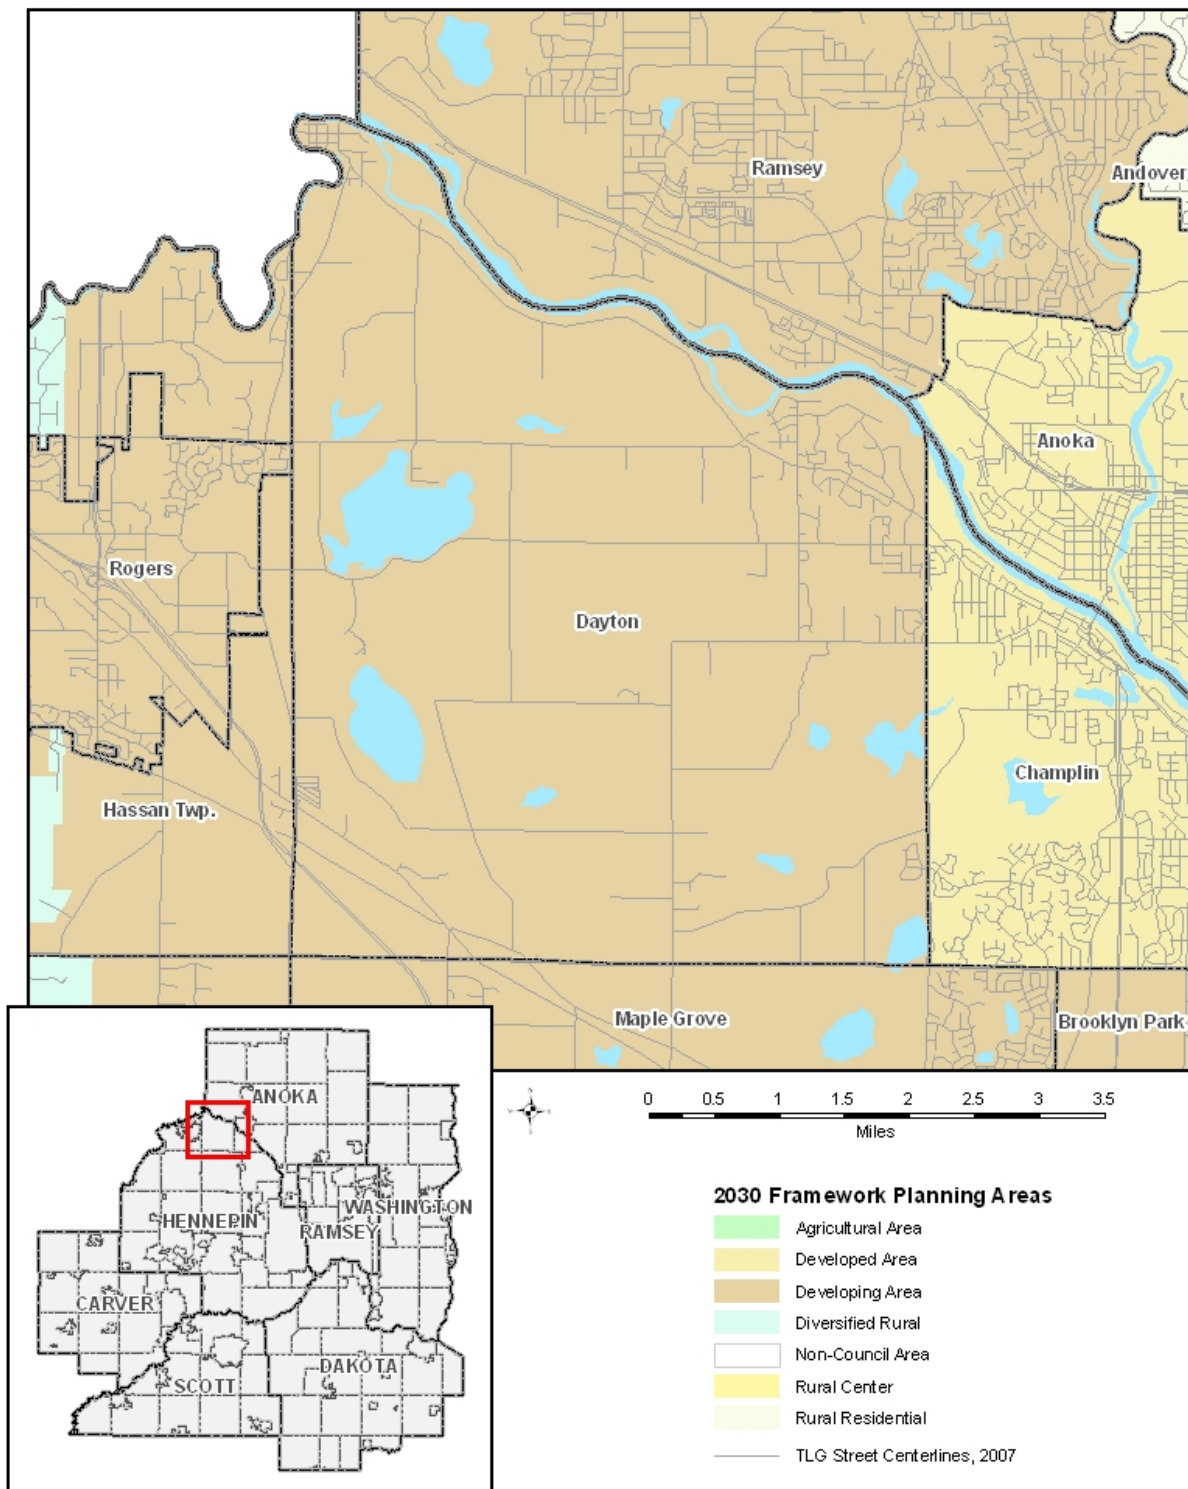 Ramsey
Andover
Anoka
Rogers
Dayton
Champlin
Hassan Twp.
Maple Grove
Brooklyn Park
ANOKA
WASHINGTON
HENNEPIN
RAMSEY
CARVER
DAKOTA
SCOTT
0 0.5 1 1.5 2 2.5 3 3.5
Miles
2030 Framework Planning Areas
Agricultural Area
Developed Area
Developing Area
Diversified Rural
Non-Council Area
Rural Center
Rural Residential
TLG Street Centerlines, 2007